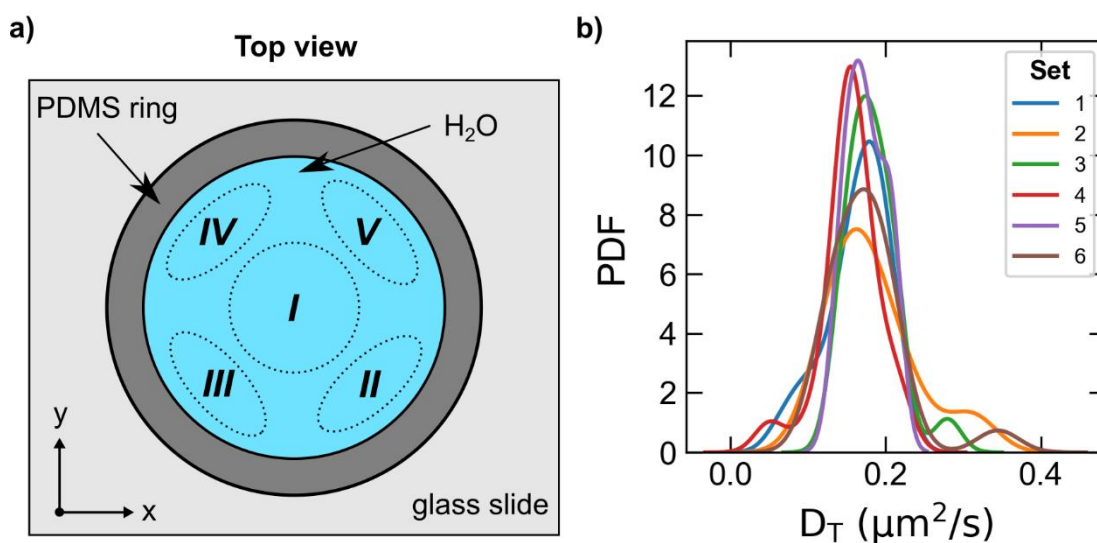 a)
Top view
PDMS ring
H₂O
IV
V
I
III
II
y
x
glass slide
b)
PDF
12
10
8
6
4
2
0
0.0
0.2
0.4
D_T (μm²/s)
Set
1
2
3
4
5
6